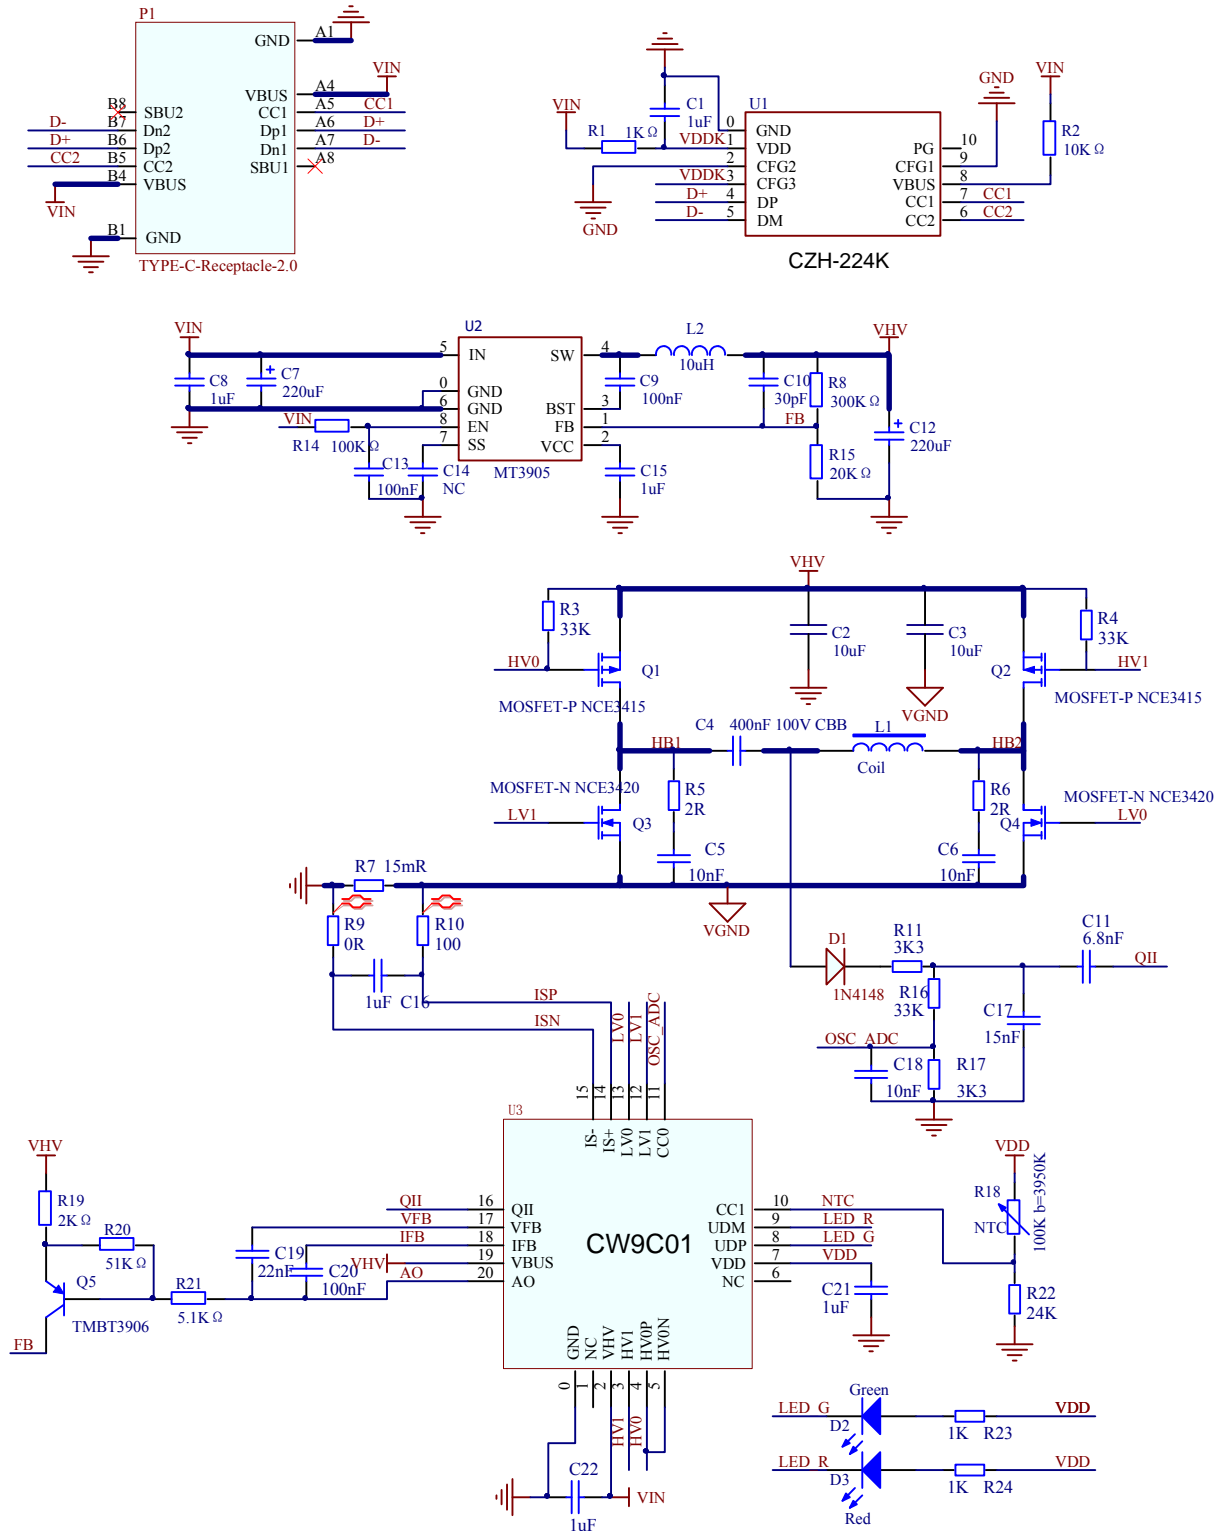 P1
GND
A1
VIN
VBUS
A4
B8
SBU2
CC1
A5
CC1
D-
B7
Dn2
Dp1
A6
D+
D+
B6
Dp2
Dn1
A7
D-
CC2
B5
CC2
SBU1
A8
B4
VBUS
VIN
B1
GND
TYPE-C-Receptacle-2.0
VIN
C1
1uF
U1
GND
VIN
R1
1KΩ
0
GND
VDDK
1
VDD
PG
10
R2
10KΩ
2
CFG2
CFG1
9
VDDK
3
CFG3
VBUS
8
D+
4
DP
CC1
7
CC1
D-
5
DM
CC2
6
CC2
GND
CZH-224K
VIN
U2
L2
10uH
VHV
5
IN
SW
4
C8
1uF
C7
220uF
C9
100nF
C10
30pF
R8
300KΩ
0
GND
6
GND
BST
3
VIN
8
EN
FB
1
FB
C12
220uF
R14
100KΩ
7
SS
VCC
2
C13
100nF
C14
NC
C15
1uF
R15
20KΩ
MT3905
VHV
R3
33K
R4
33K
C2
10uF
C3
10uF
HV0
Q1
Q2
HV1
MOSFET-P NCE3415
MOSFET-P NCE3415
VGND
C4
400nF 100V CBB
L1
HB1
HB2
Coil
MOSFET-N NCE3420
R5
2R
R6
2R
MOSFET-N NCE3420
LV1
Q3
Q4
LV0
C5
10nF
C6
10nF
R7 15mR
VGND
R9
0R
R10
100
1uF
C16
ISP
ISN
D1
1N4148
R11
3K3
C11
6.8nF
QII
R16
33K
C17
15nF
OSC_ADC
C18
10nF
R17
3K3
LV0
LV1
OSC_ADC
15
14
13
12
11
U3
IS-
IS+
LV0
LV1
CC0
VHV
VDD
R19
2KΩ
R20
51KΩ
QII
16
QII
CC1
10
NTC
R18
NTC
100K b=3950K
VFB
17
VFB
UDM
9
LED_R
IFB
18
IFB
CW9C01
UDP
8
LED_G
VHV
19
VBUS
VDD
7
VDD
AO
20
AO
NC
6
C19
22nF
C20
100nF
Q5
R21
5.1KΩ
TMBT3906
FB
C21
1uF
R22
24K
GND
NC
VHV
HV1
HV0P
HV0N
0
1
2
3
4
5
HV1
HV0
C22
1uF
VIN
Green
LED_G
D2
1K
R23
VDD
LED_R
D3
1K
R24
VDD
Red